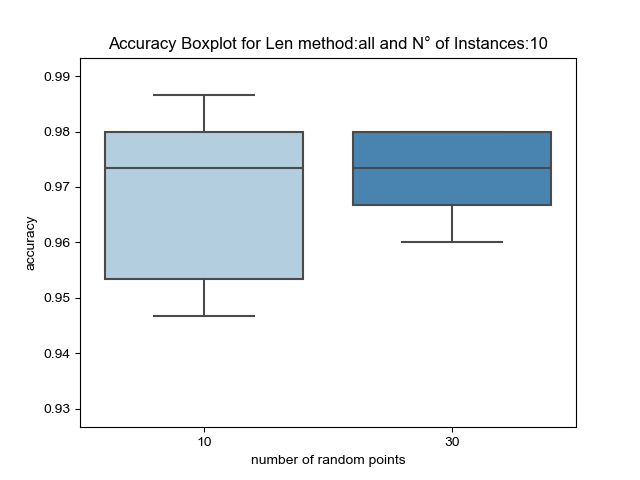 Accuracy Boxplot for Len method:all and N° of Instances:10
0.99
0.98
0.97
0.96
0.95
0.94
0.93
accuracy
10 30
number of random points